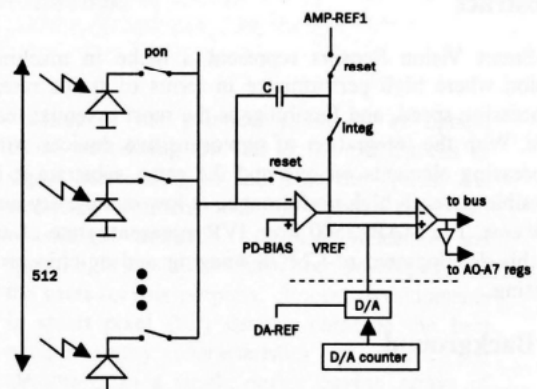 AMP-REF1
pon
reset
C
integ
reset
to bus
PD-BIAS VREF
to A0-A7 regs
512
D/A
DA-REF
D/A counter